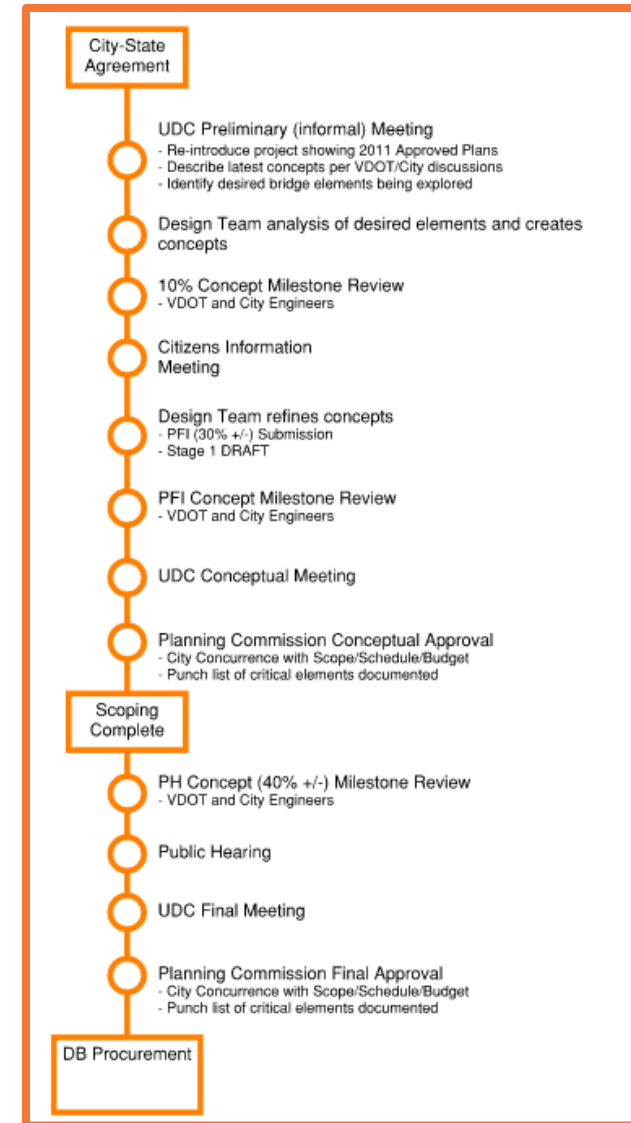 City-State
Agreement
UDC Preliminary (informal) Meeting
- Re-introduce project showing 2011 Approved Plans
- Describe latest concepts per VDOT/City discussions
- Identify desired bridge elements being explored
Design Team analysis of desired elements and creates
concepts
10% Concept Milestone Review
- VDOT and City Engineers
Citizens Information
Meeting
Design Team refines concepts
- PFI (30% +/-) Submission
- Stage 1 DRAFT
PFI Concept Milestone Review
- VDOT and City Engineers
UDC Conceptual Meeting
Planning Commission Conceptual Approval
- City Concurrence with Scope/Schedule/Budget
- Punch list of critical elements documented
Scoping
Complete
PH Concept (40% +/-) Milestone Review
- VDOT and City Engineers
Public Hearing
UDC Final Meeting
Planning Commission Final Approval
- City Concurrence with Scope/Schedule/Budget
- Punch list of critical elements documented
DB Procurement